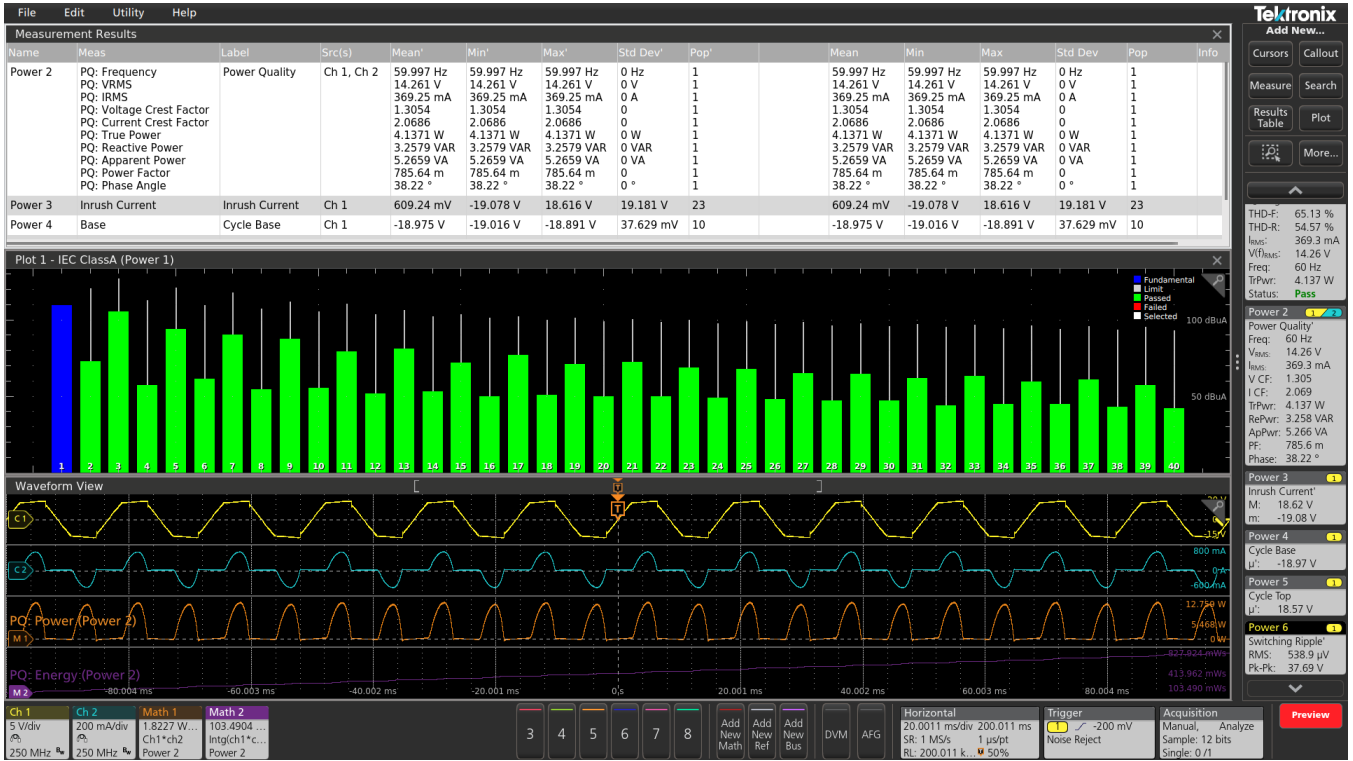 File Edit Utility Help
Tektronix
Measurement Results
Add New...
Name Meas Label Src(s) Mean' Min' Max' Std Dev' Pop' Mean Min Max Std Dev Pop Info
Cursors Callout
Power 2 PQ: Frequency Power Quality Ch 1, Ch 2 59.997 Hz 59.997 Hz 59.997 Hz 0 Hz 1 59.997 Hz 59.997 Hz 59.997 Hz 0 Hz 1
PQ: VRMS 14.261 V 14.261 V 14.261 V 0 V 1 14.261 V 14.261 V 14.261 V 0 V 1
PQ: IRMS 369.25 mA 369.25 mA 369.25 mA 0 A 1 369.25 mA 369.25 mA 369.25 mA 0 A 1
PQ: Voltage Crest Factor 1.3054 1.3054 1.3054 0 1 1.3054 1.3054 1.3054 0 1
PQ: Current Crest Factor 2.0686 2.0686 2.0686 0 1 2.0686 2.0686 2.0686 0 1
PQ: True Power 4.1371 W 4.1371 W 4.1371 W 0 W 1 4.1371 W 4.1371 W 4.1371 W 0 W 1
PQ: Reactive Power 3.2579 VAR 3.2579 VAR 3.2579 VAR 0 VAR 1 3.2579 VAR 3.2579 VAR 3.2579 VAR 0 VAR 1
PQ: Apparent Power 5.2659 VA 5.2659 VA 5.2659 VA 0 VA 1 5.2659 VA 5.2659 VA 5.2659 VA 0 VA 1
PQ: Power Factor 785.64 m 785.64 m 785.64 m 0 1 785.64 m 785.64 m 785.64 m 0 1
PQ: Phase Angle 38.22 ° 38.22 ° 38.22 ° 0 ° 1 38.22 ° 38.22 ° 38.22 ° 0 ° 1
Power 3 Inrush Current Inrush Current Ch 1 609.24 mV -19.078 V 18.616 V 19.181 V 23 609.24 mV -19.078 V 18.616 V 19.181 V 23
Power 4 Base Cycle Base Ch 1 -18.975 V -19.016 V -18.891 V 37.629 mV 10 -18.975 V -19.016 V -18.891 V 37.629 mV 10
Measure Search
Results Table Plot
More...
THD-F: 65.13 %
THD-R: 54.57 %
IRMS: 369.3 mA
V(f)RMS: 14.26 V
Freq: 60 Hz
TrPwr: 4.137 W
Status: Pass
Plot 1 - IEC ClassA (Power 1)
Fundamental
Limit
Passed
Failed
Selected
100 dBuA
50 dBuA
1 2 3 4 5 6 7 8 9 10 11 12 13 14 15 16 17 18 19 20 21 22 23 24 25 26 27 28 29 30 31 32 33 34 35 36 37 38 39 40
Power 2 1 2
Power Quality'
Freq: 60 Hz
VRMS: 14.26 V
IRMS: 369.3 mA
V CF: 1.305
I CF: 2.069
TrPwr: 4.137 W
RePwr: 3.258 VAR
ApPwr: 5.266 VA
PF: 785.6 m
Phase: 38.22 °
Waveform View
T
T
C 1
20 V
-15 V
C 2
800 mA
0 A
-600 mA
PQ: Power (Power 2)
M 1
12.759 W
5.468 W
0 W
PQ: Energy (Power 2)
M 2
827.924 mWs
413.962 mWs
103.490 mWs
-80.004 ms -60.003 ms -40.002 ms -20.001 ms 0 s 20.001 ms 40.002 ms 60.003 ms 80.004 ms
Power 3 1
Inrush Current'
M: 18.62 V
m: -19.08 V
Power 4 1
Cycle Base
µ': -18.97 V
Power 5 1
Cycle Top
µ': 18.57 V
Power 6 1
Switching Ripple'
RMS: 538.9 µV
Pk-Pk: 37.69 V
Ch 1
5 V/div
250 MHz Bw
Ch 2
200 mA/div
250 MHz Bw
Math 1
1.8227 W...
Ch1*ch2
Power 2
Math 2
103.4904 ...
Intg(ch1*c...
Power 2
3 4 5 6 7 8
Add New Math
Add New Ref
Add New Bus
DVM AFG
Horizontal
20.0011 ms/div 200.011 ms
SR: 1 MS/s 1 µs/pt
RL: 200.011 k... 50%
Trigger
1 -200 mV
Noise Reject
Acquisition
Manual, Analyze
Sample: 12 bits
Single: 0 /1
Preview